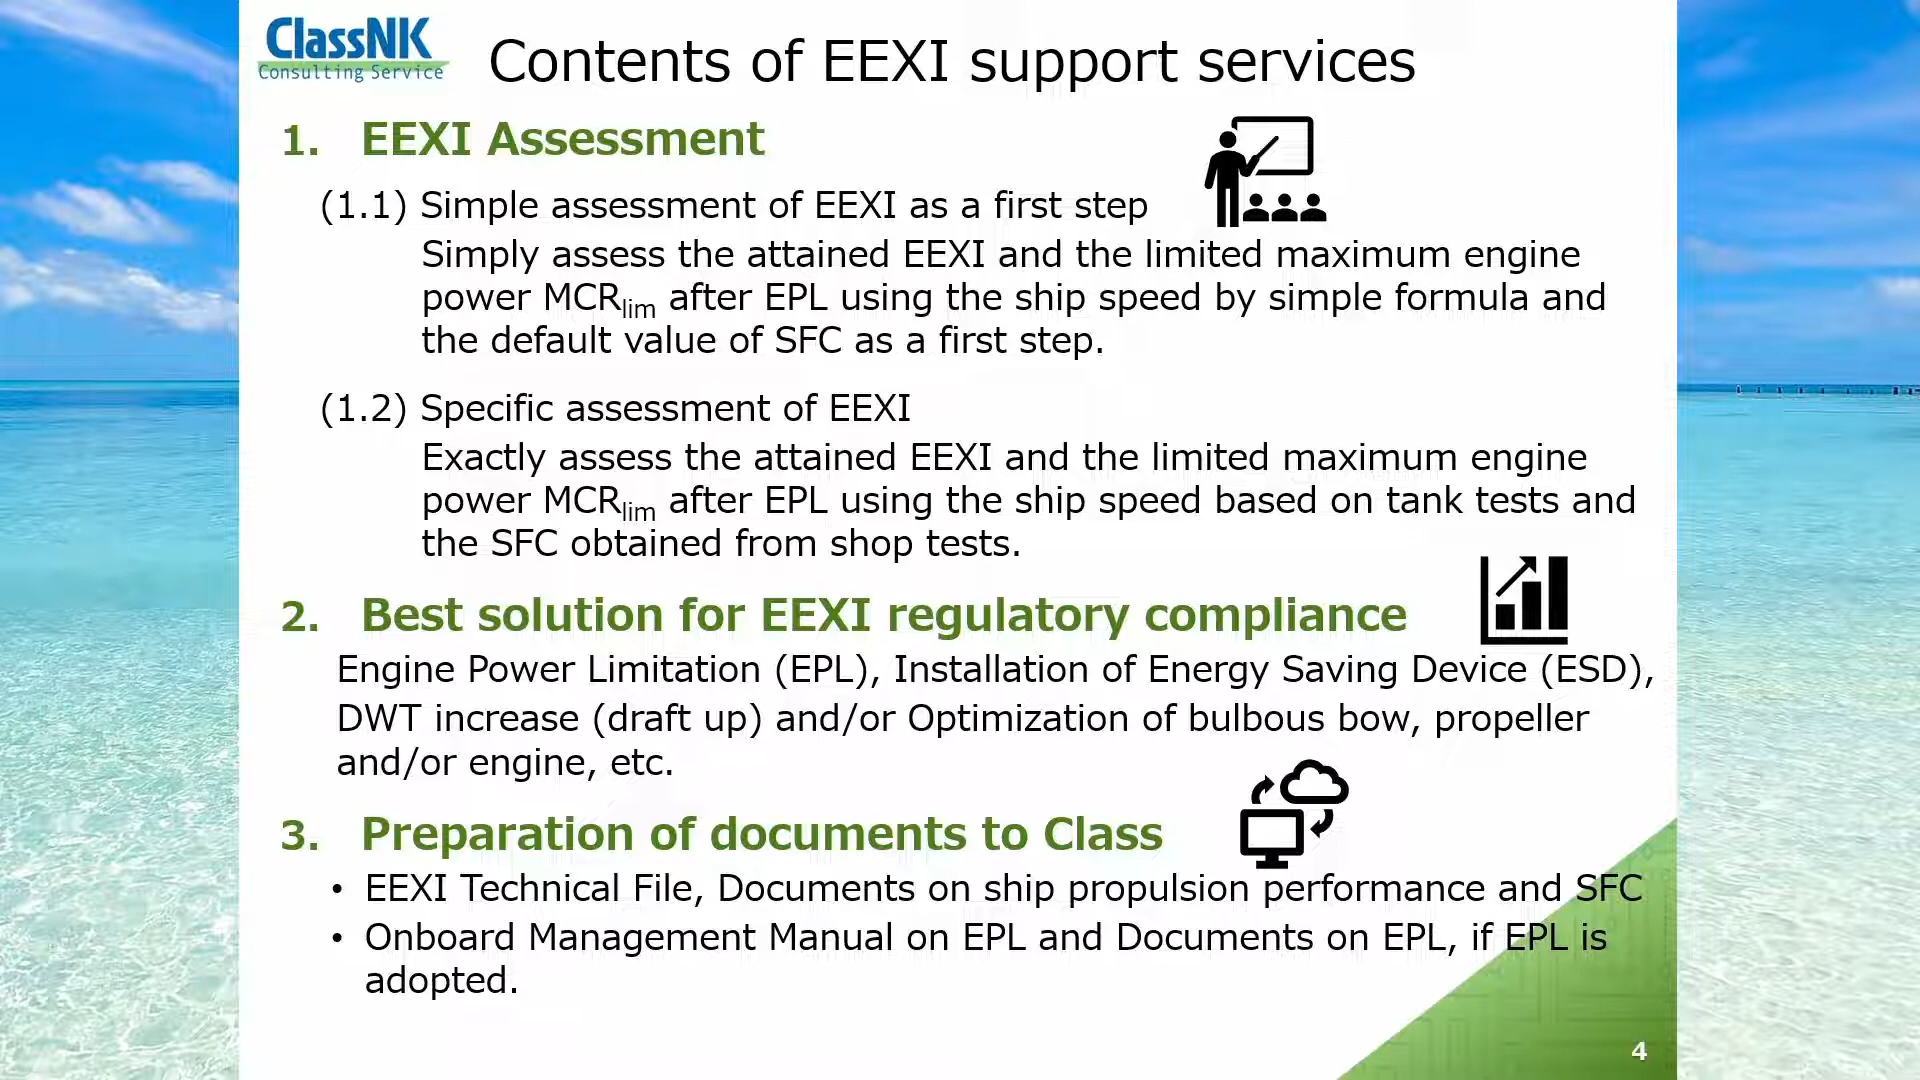 ClassNK
Consulting Service
Contents of EEXI support services
1. EEXI Assessment
(1.1) Simple assessment of EEXI as a first step
Simply assess the attained EEXI and the limited maximum engine
power MCRlim after EPL using the ship speed by simple formula and
the default value of SFC as a first step.
(1.2) Specific assessment of EEXI
Exactly assess the attained EEXI and the limited maximum engine
power MCRlim after EPL using the ship speed based on tank tests and
the SFC obtained from shop tests.
2. Best solution for EEXI regulatory compliance
Engine Power Limitation (EPL), Installation of Energy Saving Device (ESD),
DWT increase (draft up) and/or Optimization of bulbous bow, propeller
and/or engine, etc.
3. Preparation of documents to Class
• EEXI Technical File, Documents on ship propulsion performance and SFC
• Onboard Management Manual on EPL and Documents on EPL, if EPL is
adopted.
4